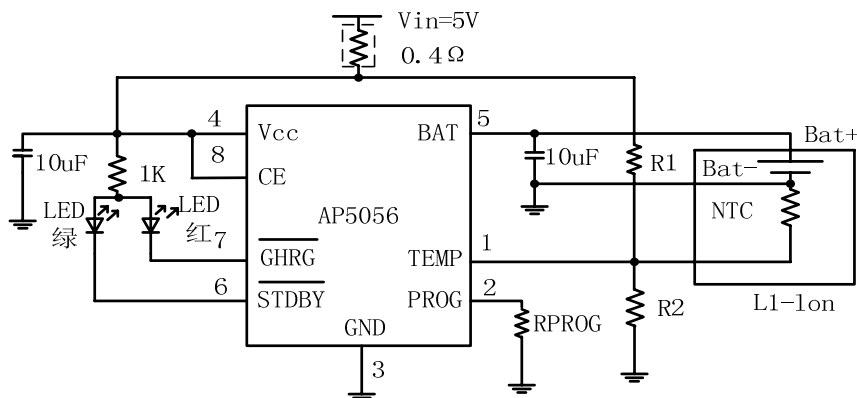 Vin=5V
0.4Ω
4
Vcc
BAT
5
Bat+
10uF
8
CE
10uF
R1
Bat-
1K
LED
LED
AP5056
NTC
绿
红
7
GHRG
TEMP
1
6
STDBY
PROG
2
RPROG
R2
L1-lon
GND
3